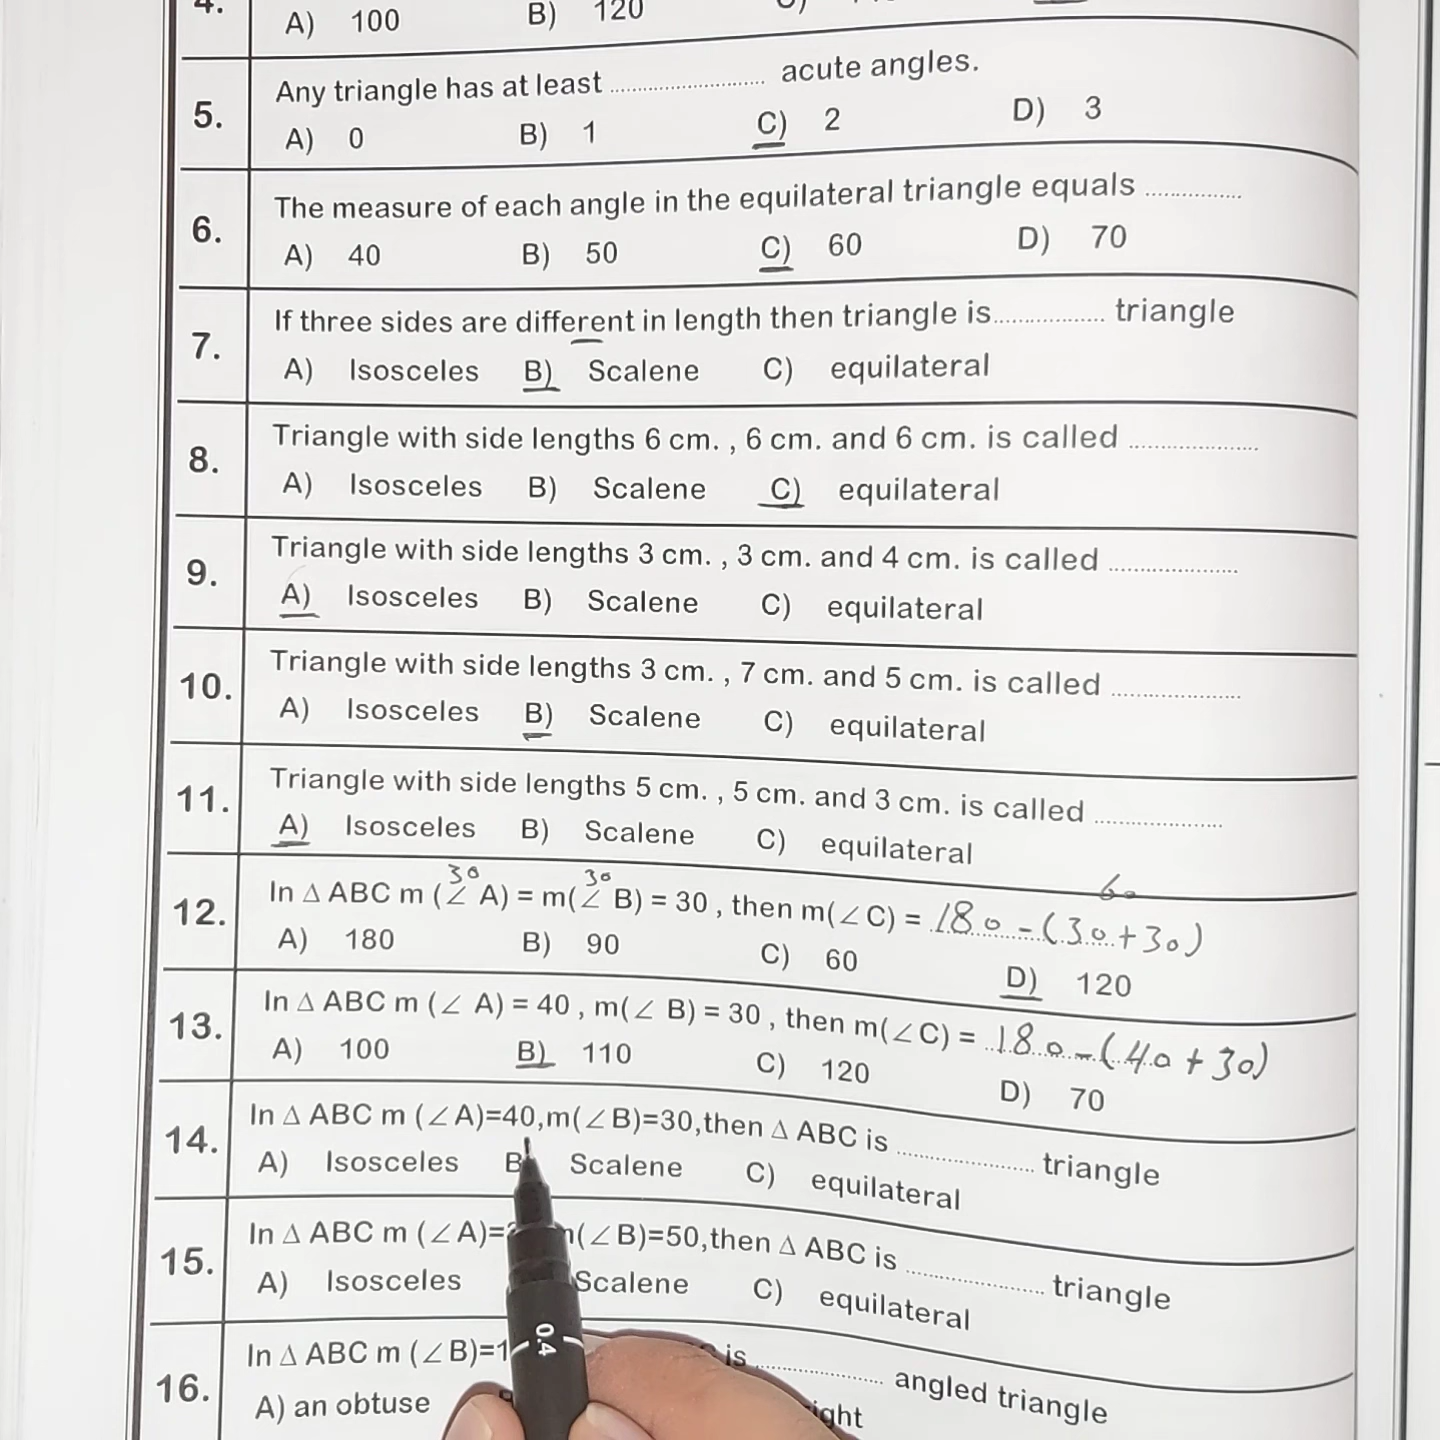 4. A) 100 B) 120
5. Any triangle has at least .................... acute angles.
A) 0 B) 1 C) 2 D) 3
6. The measure of each angle in the equilateral triangle equals ...............
A) 40 B) 50 C) 60 D) 70
7. If three sides are different in length then triangle is................. triangle
A) Isosceles B) Scalene C) equilateral
8. Triangle with side lengths 6 cm. , 6 cm. and 6 cm. is called ....................
A) Isosceles B) Scalene C) equilateral
9. Triangle with side lengths 3 cm. , 3 cm. and 4 cm. is called ....................
A) Isosceles B) Scalene C) equilateral
10. Triangle with side lengths 3 cm. , 7 cm. and 5 cm. is called ....................
A) Isosceles B) Scalene C) equilateral
11. Triangle with side lengths 5 cm. , 5 cm. and 3 cm. is called ....................
A) Isosceles B) Scalene C) equilateral
30 30 60
12. In Δ ABC m (∠ A) = m(∠ B) = 30 , then m(∠C) = 180 - (30+30)
A) 180 B) 90 C) 60 D) 120
13. In Δ ABC m (∠ A) = 40 , m(∠ B) = 30 , then m(∠C) = 180 - (40 + 30)
A) 100 B) 110 C) 120 D) 70
14. In Δ ABC m (∠A)=40,m(∠B)=30,then Δ ABC is .................... triangle
A) Isosceles B Scalene C) equilateral
15. In Δ ABC m (∠A)= (∠B)=50,then Δ ABC is .................... triangle
A) Isosceles Scalene C) equilateral
16. In Δ ABC m (∠B)=1 is .................... angled triangle
A) an obtuse